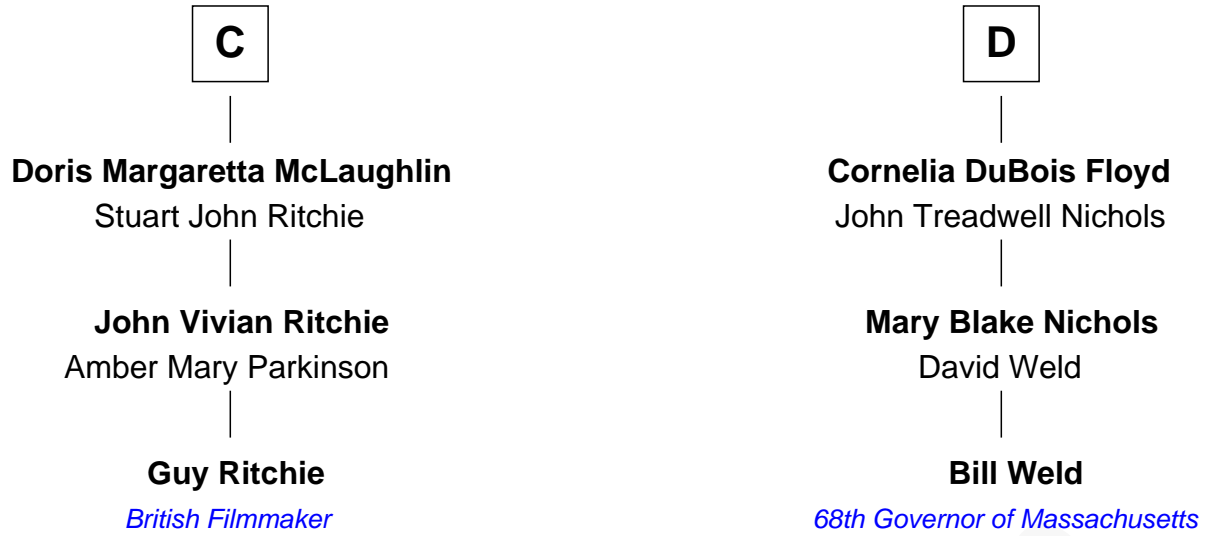 C
Doris Margaretta McLaughlin
Stuart John Ritchie
John Vivian Ritchie
Amber Mary Parkinson
Guy Ritchie
British Filmmaker
D
Cornelia DuBois Floyd
John Treadwell Nichols
Mary Blake Nichols
David Weld
Bill Weld
68th Governor of Massachusetts